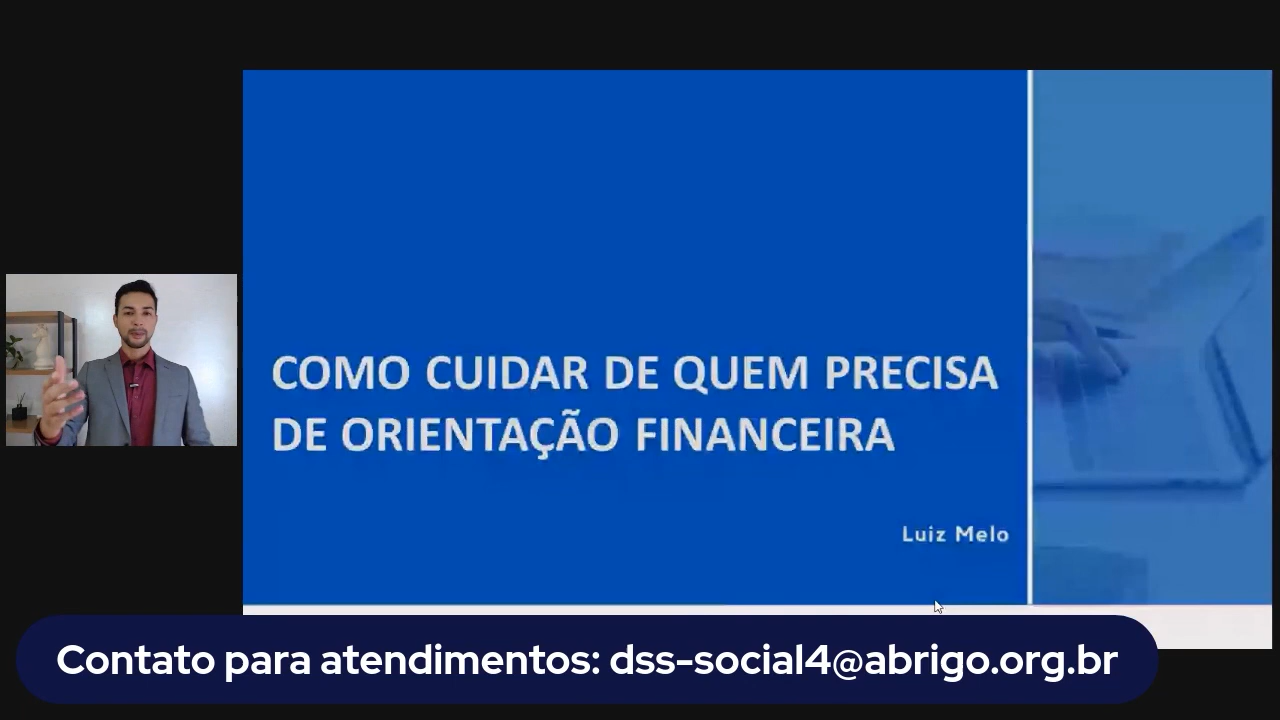 COMO CUIDAR DE QUEM PRECISA
DE ORIENTAÇÃO FINANCEIRA
Luiz Melo
Contato para atendimentos: dss-social4@abrigo.org.br